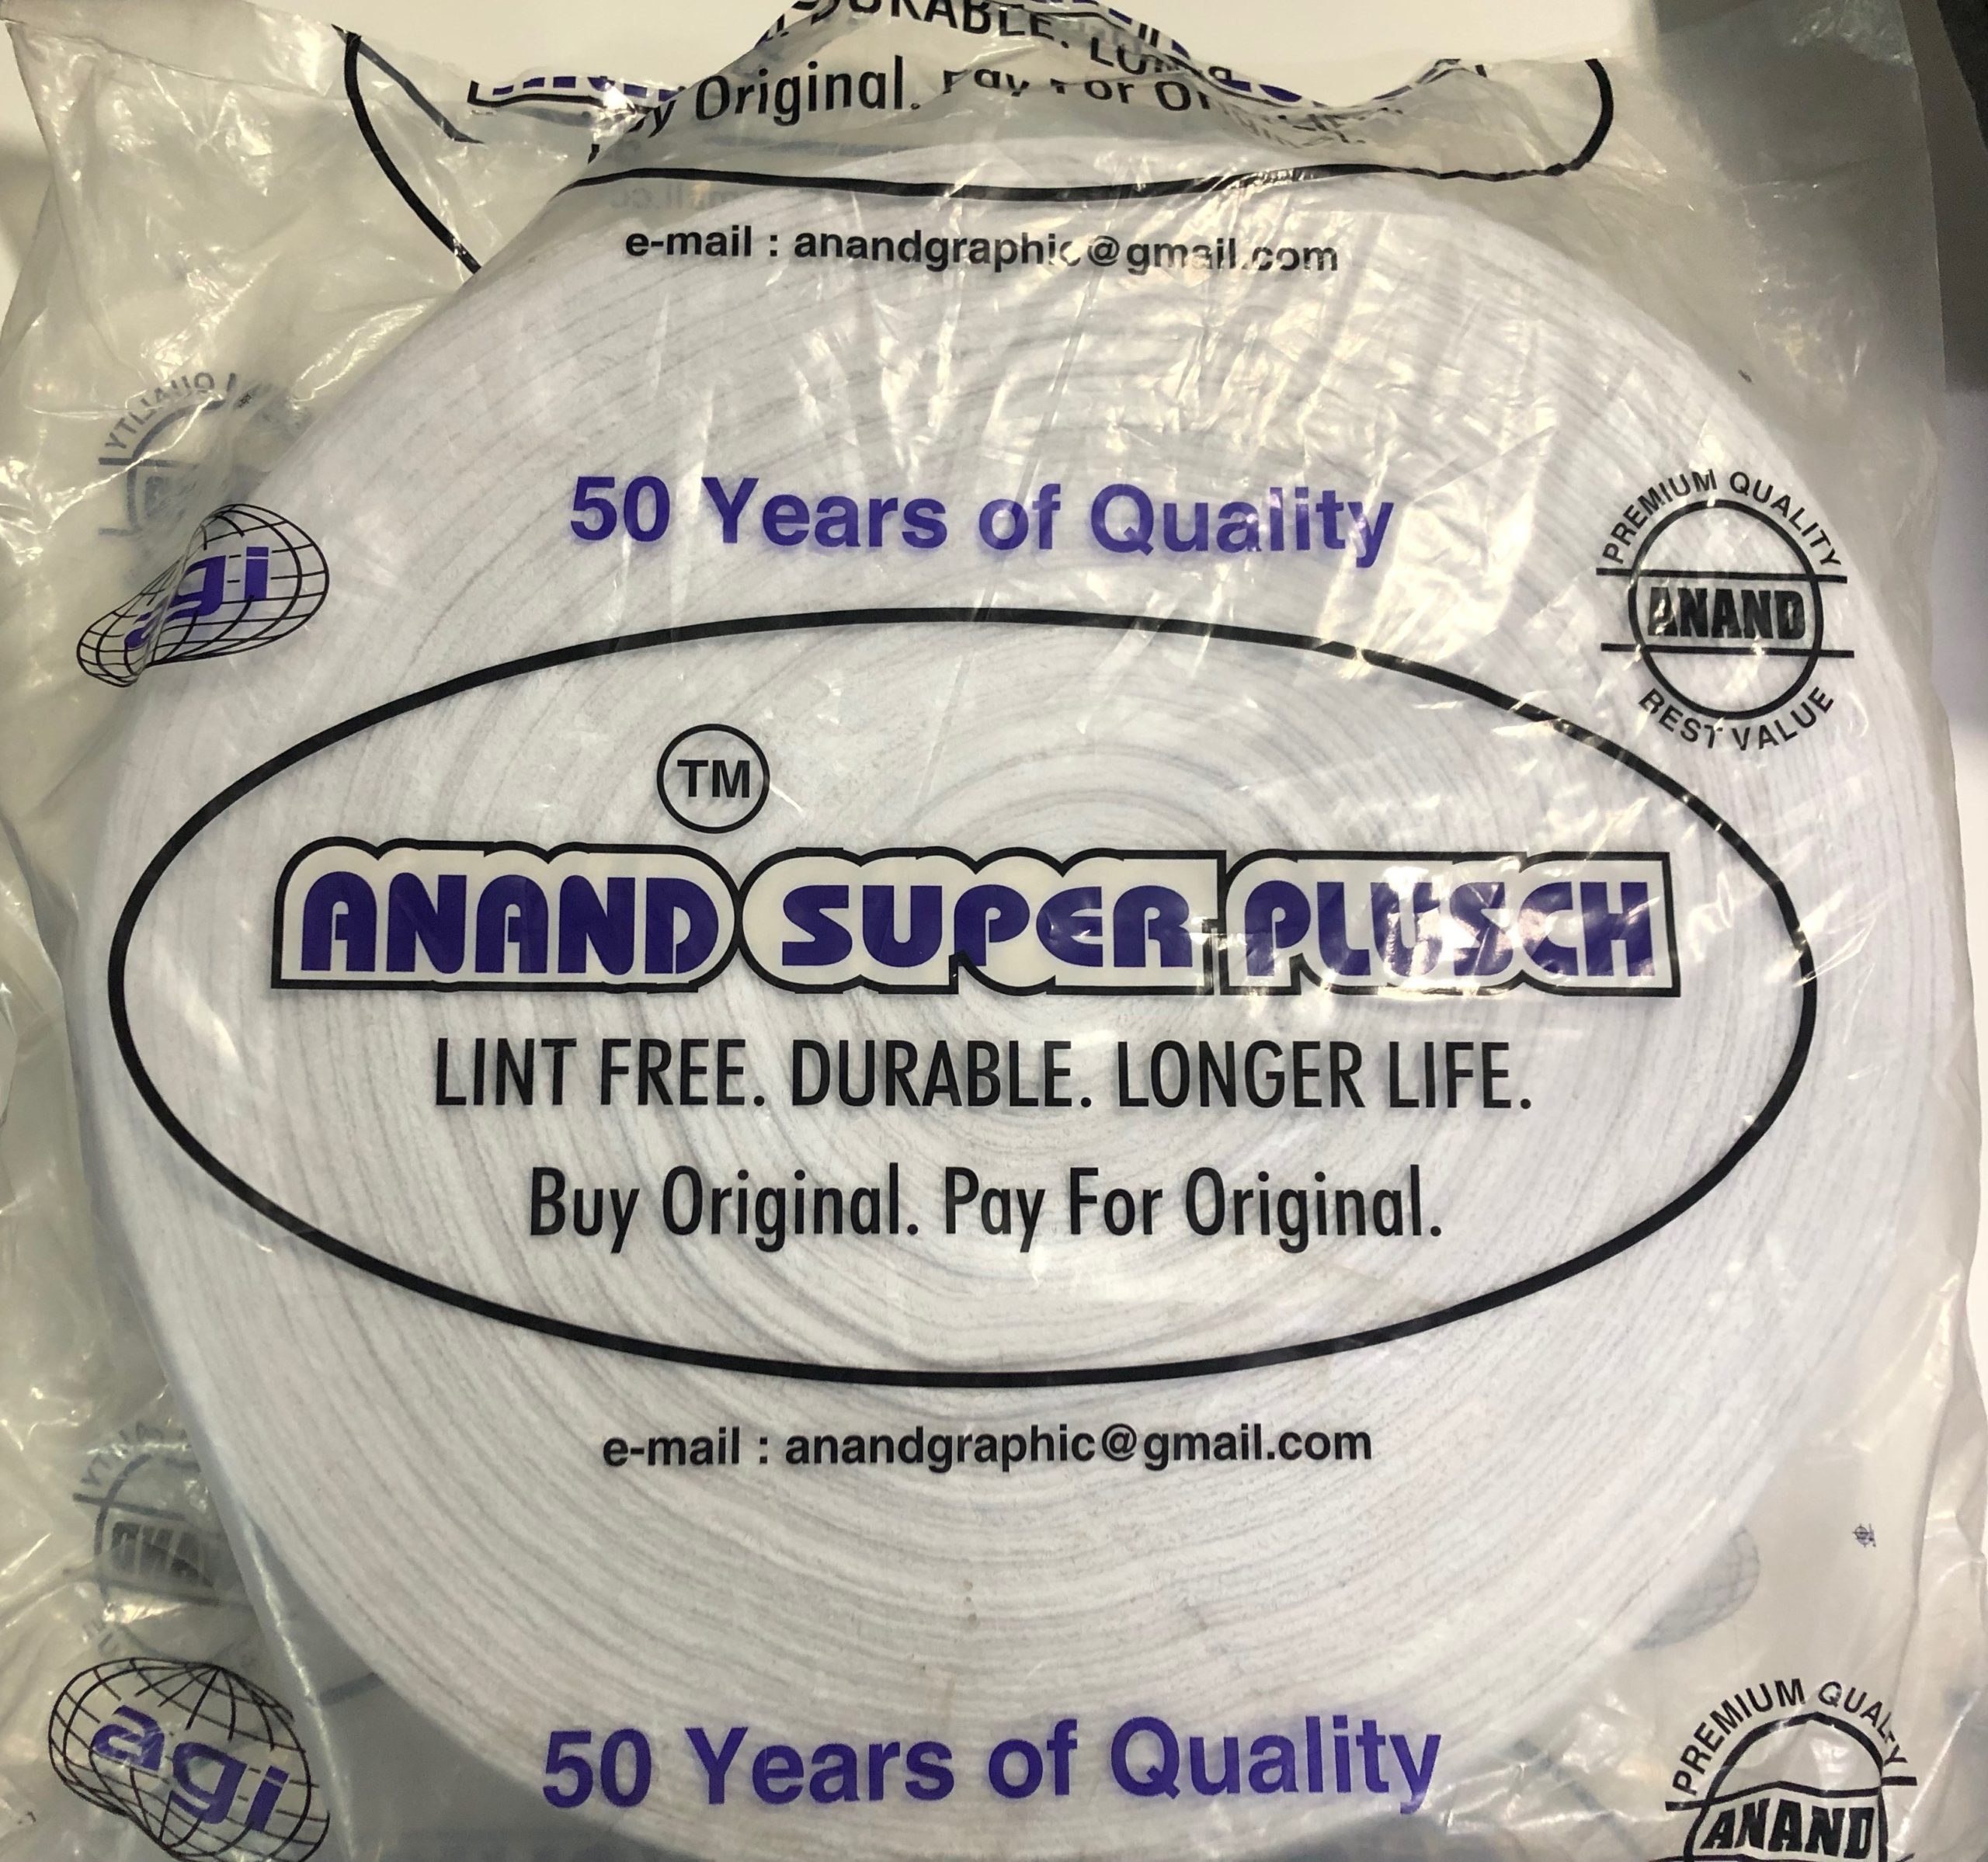 DURABLE.
Original. Pay For
e-mail : anandgraphic@gmail.com
50 Years of Quality
agi
PREMIUM QUALITY
ANAND
BEST VALUE
TM
ANAND SUPER PLUSCH
LINT FREE. DURABLE. LONGER LIFE.
Buy Original. Pay For Original.
e-mail : anandgraphic@gmail.com
50 Years of Quality
agi
PREMIUM QUALITY
ANAND